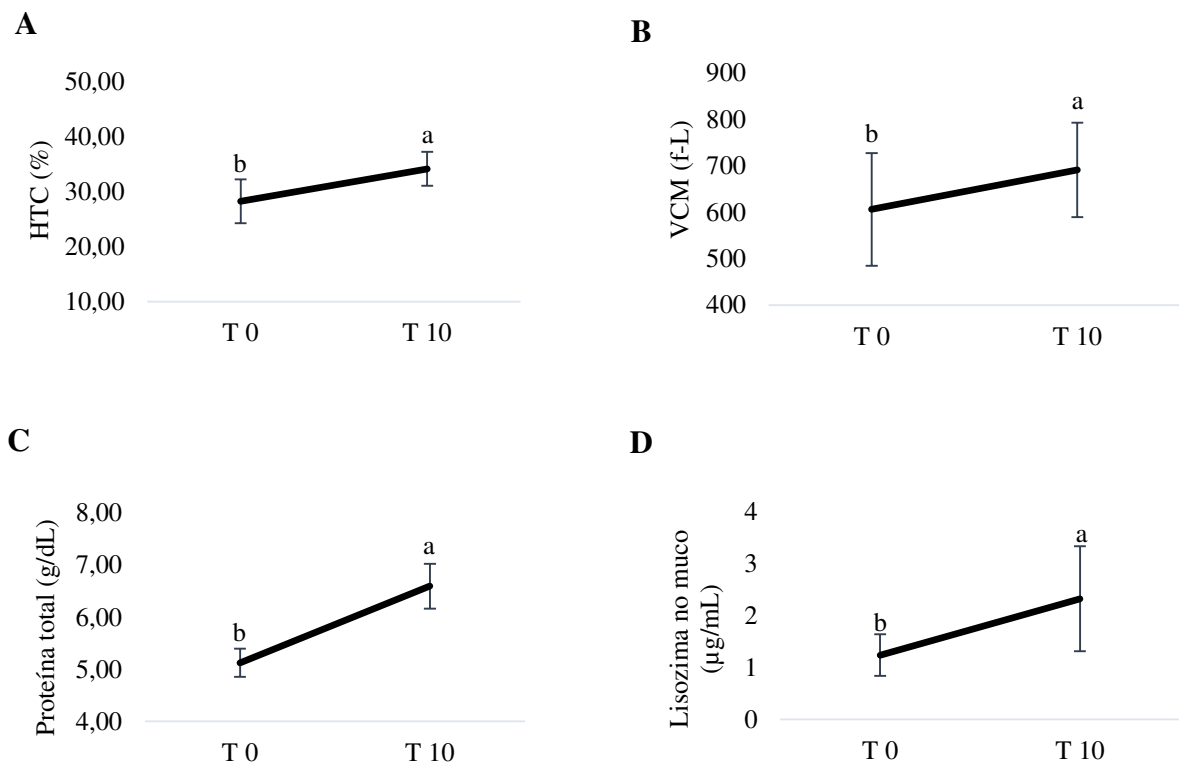 A
HTC (%)
50,00
40,00
30,00
20,00
10,00
b
a
T 0
T 10
B
VCM (f-L)
900
800
700
600
500
400
b
a
T 0
T 10
C
Proteína total (g/dL)
8,00
7,00
6,00
5,00
4,00
b
a
T 0
T 10
D
Lisozima no muco
(µg/mL)
4
3
2
1
0
b
a
T 0
T 10